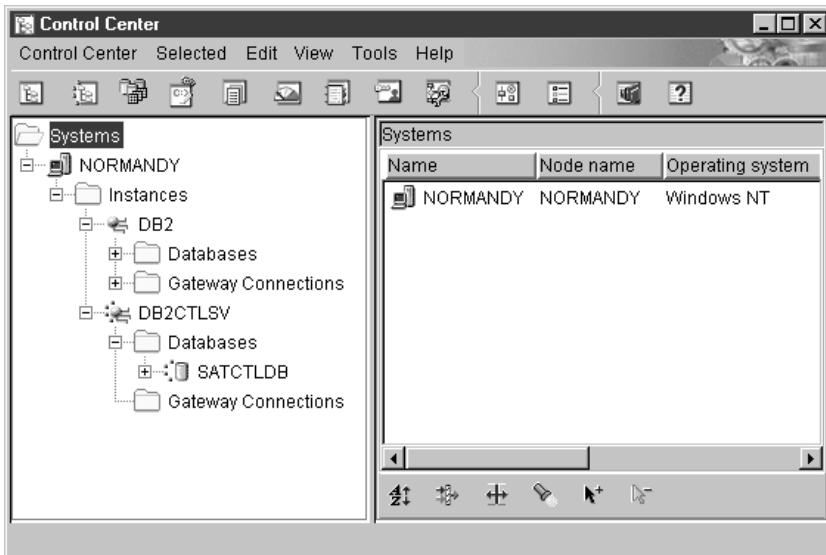 Control Center
Control Center Selected Edit View Tools Help
Systems
NORMANDY
Instances
DB2
Databases
Gateway Connections
DB2CTLSV
Databases
SATCTLDB
Gateway Connections
Systems
Name Node name Operating system
NORMANDY NORMANDY Windows NT